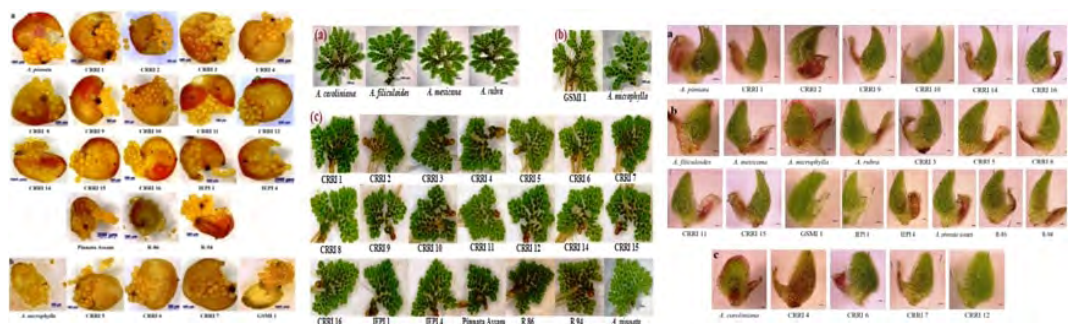 a
A. pinnata CRRI 1 CRRI 2 CRRI 3 CRRI 4
CRRI 8 CRRI 9 CRRI 10 CRRI 11 CRRI 12
CRRI 14 CRRI 15 CRRI 16 IEPI 1 IEPI 4
Pinnata Assam R 86 R 94
b
A. microphylla CRRI 5 CRRI 6 CRRI 7 GSMI 1
(a)
A. caroliniana A. filiculoides A. mexicana A. rubra
(b)
GSMI 1 A. microphylla
(c)
CRRI 1 CRRI 2 CRRI 3 CRRI 4 CRRI 5 CRRI 6 CRRI 7
CRRI 8 CRRI 9 CRRI 10 CRRI 11 CRRI 12 CRRI 14 CRRI 15
CRRI 16 IEPI 1 IEPI 4 Pinnata Assam R 86 R 94 A. pinnata
a
A. pinnata CRRI 1 CRRI 2 CRRI 9 CRRI 10 CRRI 14 CRRI 16
b
A. filiculoides A. mexicana A. microphylla A. rubra CRRI 3 CRRI 5 CRRI 8
CRRI 11 CRRI 15 GSMI 1 IEPI 1 IEPI 4 A. pinnata assam R 86 R 94
c
A. caroliniana CRRI 4 CRRI 6 CRRI 7 CRRI 12